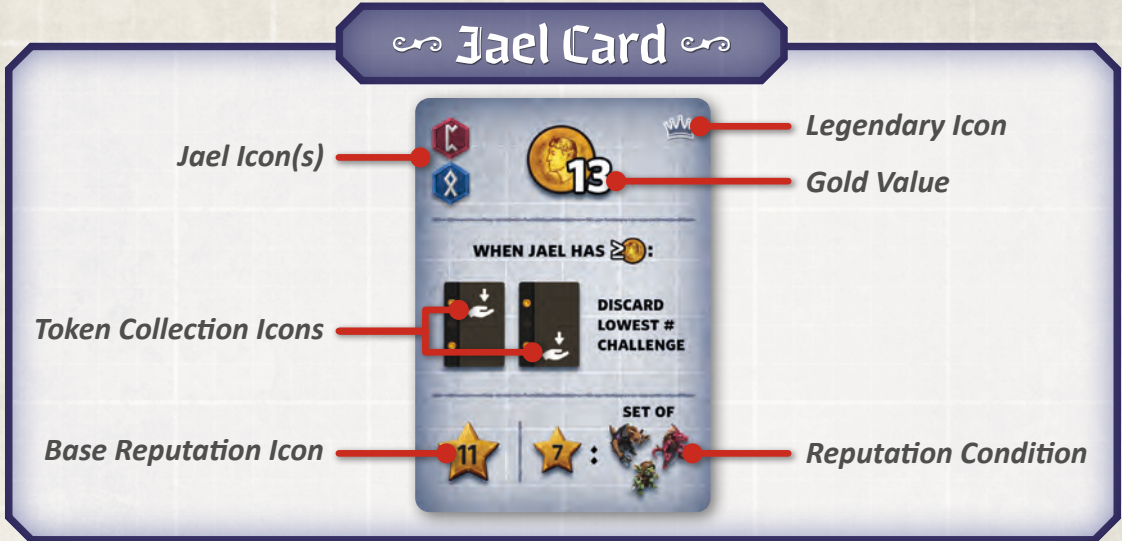 Jael Card
Jael Icon(s)
13
Legendary Icon
Gold Value
WHEN JAEL HAS ≥ :
Token Collection Icons
DISCARD
LOWEST #
CHALLENGE
Base Reputation Icon
11
7 :
SET OF
Reputation Condition